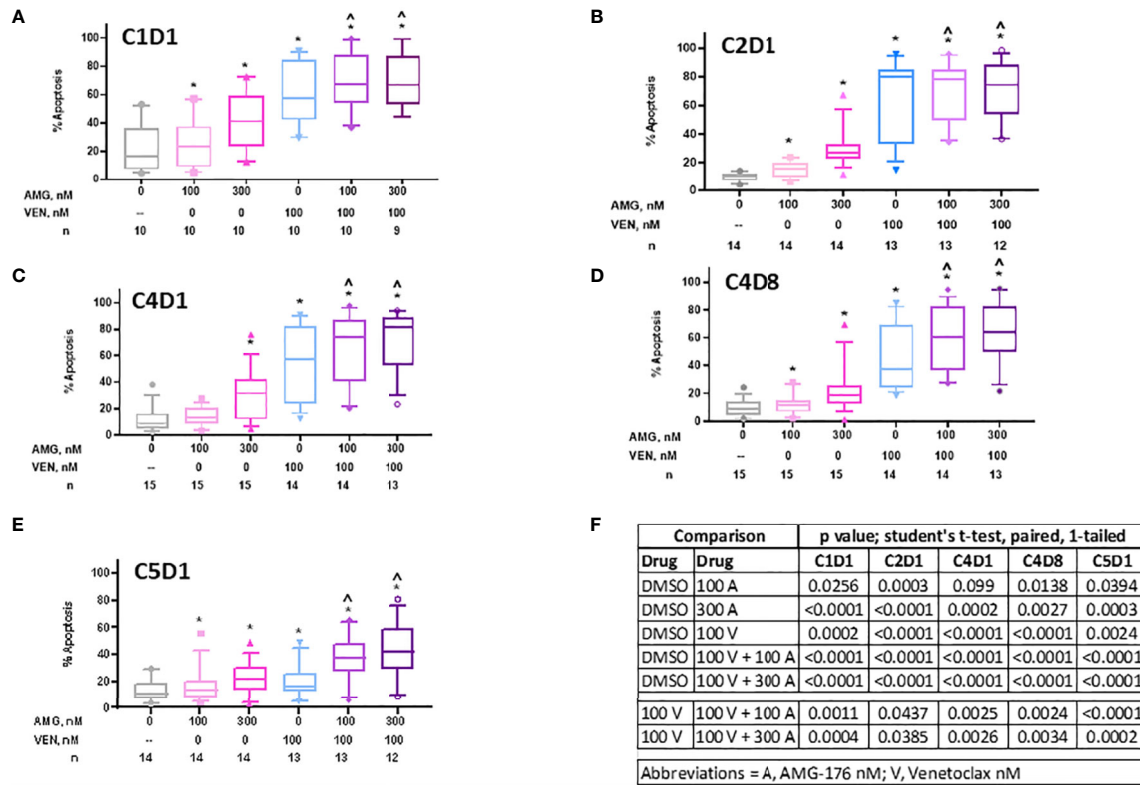 A
C1D1
^ ^
* * * * *
% Apoptosis
100
80
60
40
20
0
AMG, nM 0 100 300 0 100 300
VEN, nM -- 0 0 100 100 100
n 10 10 10 10 10 9
B
C2D1
^ ^
* * * * *
% Apoptosis
100
80
60
40
20
0
AMG, nM 0 100 300 0 100 300
VEN, nM -- 0 0 100 100 100
n 14 14 14 13 13 12
C
C4D1
^ ^
* * * *
% Apoptosis
100
80
60
40
20
0
AMG, nM 0 100 300 0 100 300
VEN, nM -- 0 0 100 100 100
n 15 15 15 14 14 13
D
C4D8
^ ^
* * * * *
% Apoptosis
100
80
60
40
20
0
AMG, nM 0 100 300 0 100 300
VEN, nM -- 0 0 100 100 100
n 15 15 15 14 14 13
E
C5D1
^ ^
* * * * *
% Apoptosis
100
80
60
40
20
0
AMG, nM 0 100 300 0 100 300
VEN, nM -- 0 0 100 100 100
n 14 14 14 13 13 12
F
Comparison p value; student's t-test, paired, 1-tailed
Drug Drug C1D1 C2D1 C4D1 C4D8 C5D1
DMSO 100 A 0.0256 0.0003 0.099 0.0138 0.0394
DMSO 300 A <0.0001 <0.0001 0.0002 0.0027 0.0003
DMSO 100 V 0.0002 <0.0001 <0.0001 <0.0001 0.0024
DMSO 100 V + 100 A <0.0001 <0.0001 <0.0001 <0.0001 <0.0001
DMSO 100 V + 300 A <0.0001 <0.0001 <0.0001 <0.0001 <0.0001
100 V 100 V + 100 A 0.0011 0.0437 0.0025 0.0024 <0.0001
100 V 100 V + 300 A 0.0004 0.0385 0.0026 0.0034 0.0002
Abbreviations = A, AMG-176 nM; V, Venetoclax nM